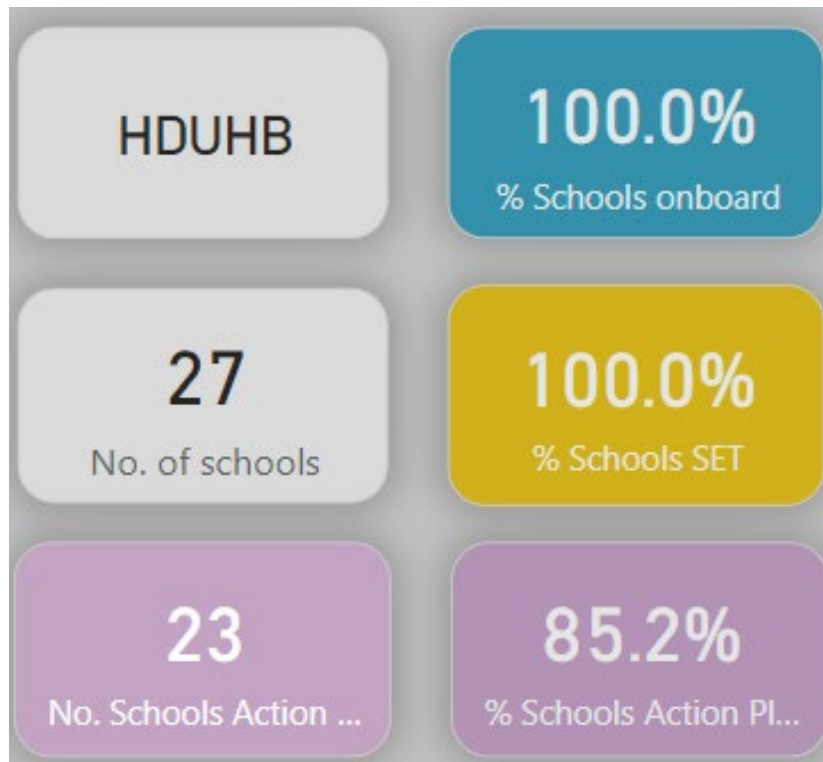 HDUHB
100.0%
% Schools onboard
27
No. of schools
100.0%
% Schools SET
23
No. Schools Action ...
85.2%
% Schools Action Pl...